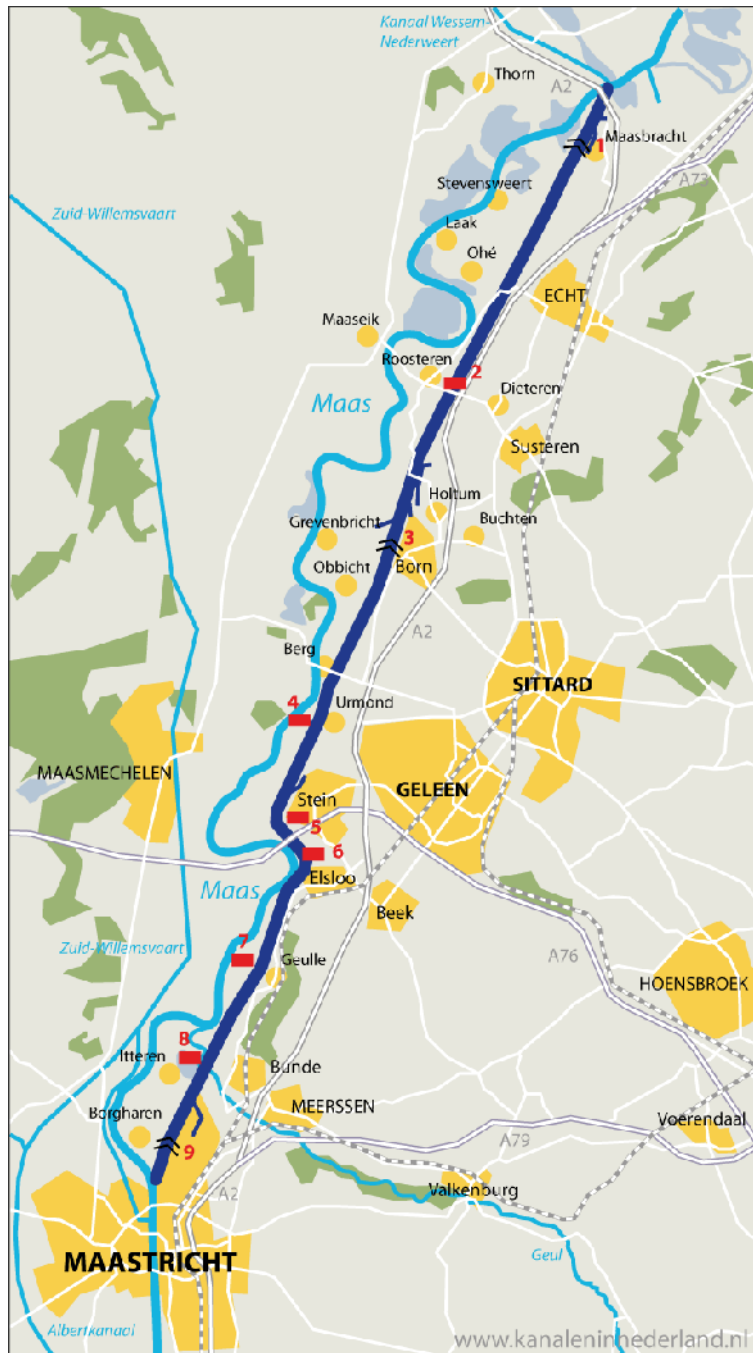 Kanaal Wessem-
Nederweert
Thorn
A2
1
Maasbracht
A73
Stevensweert
Zuid-Willemsvaart
Laak
Ohé
ECHT
Maaseik
Roosteren
2
Maas
Dieteren
Susteren
Holtum
Grevenbricht
3
Buchten
Obbicht
Born
A2
Berg
SITTARD
4
Urmond
MAASMECHELEN
GELEEN
Stein
5
6
Elsloo
Maas
Beek
7
Zuid-Willemsvaart
Geulle
A76
HOENSBROEK
8
Itteren
Bunde
MEERSSEN
Borgharen
Voerendaal
9
A79
A2
Valkenburg
MAASTRICHT
Geul
Albertkanaal
www.kanaleninnederland.nl